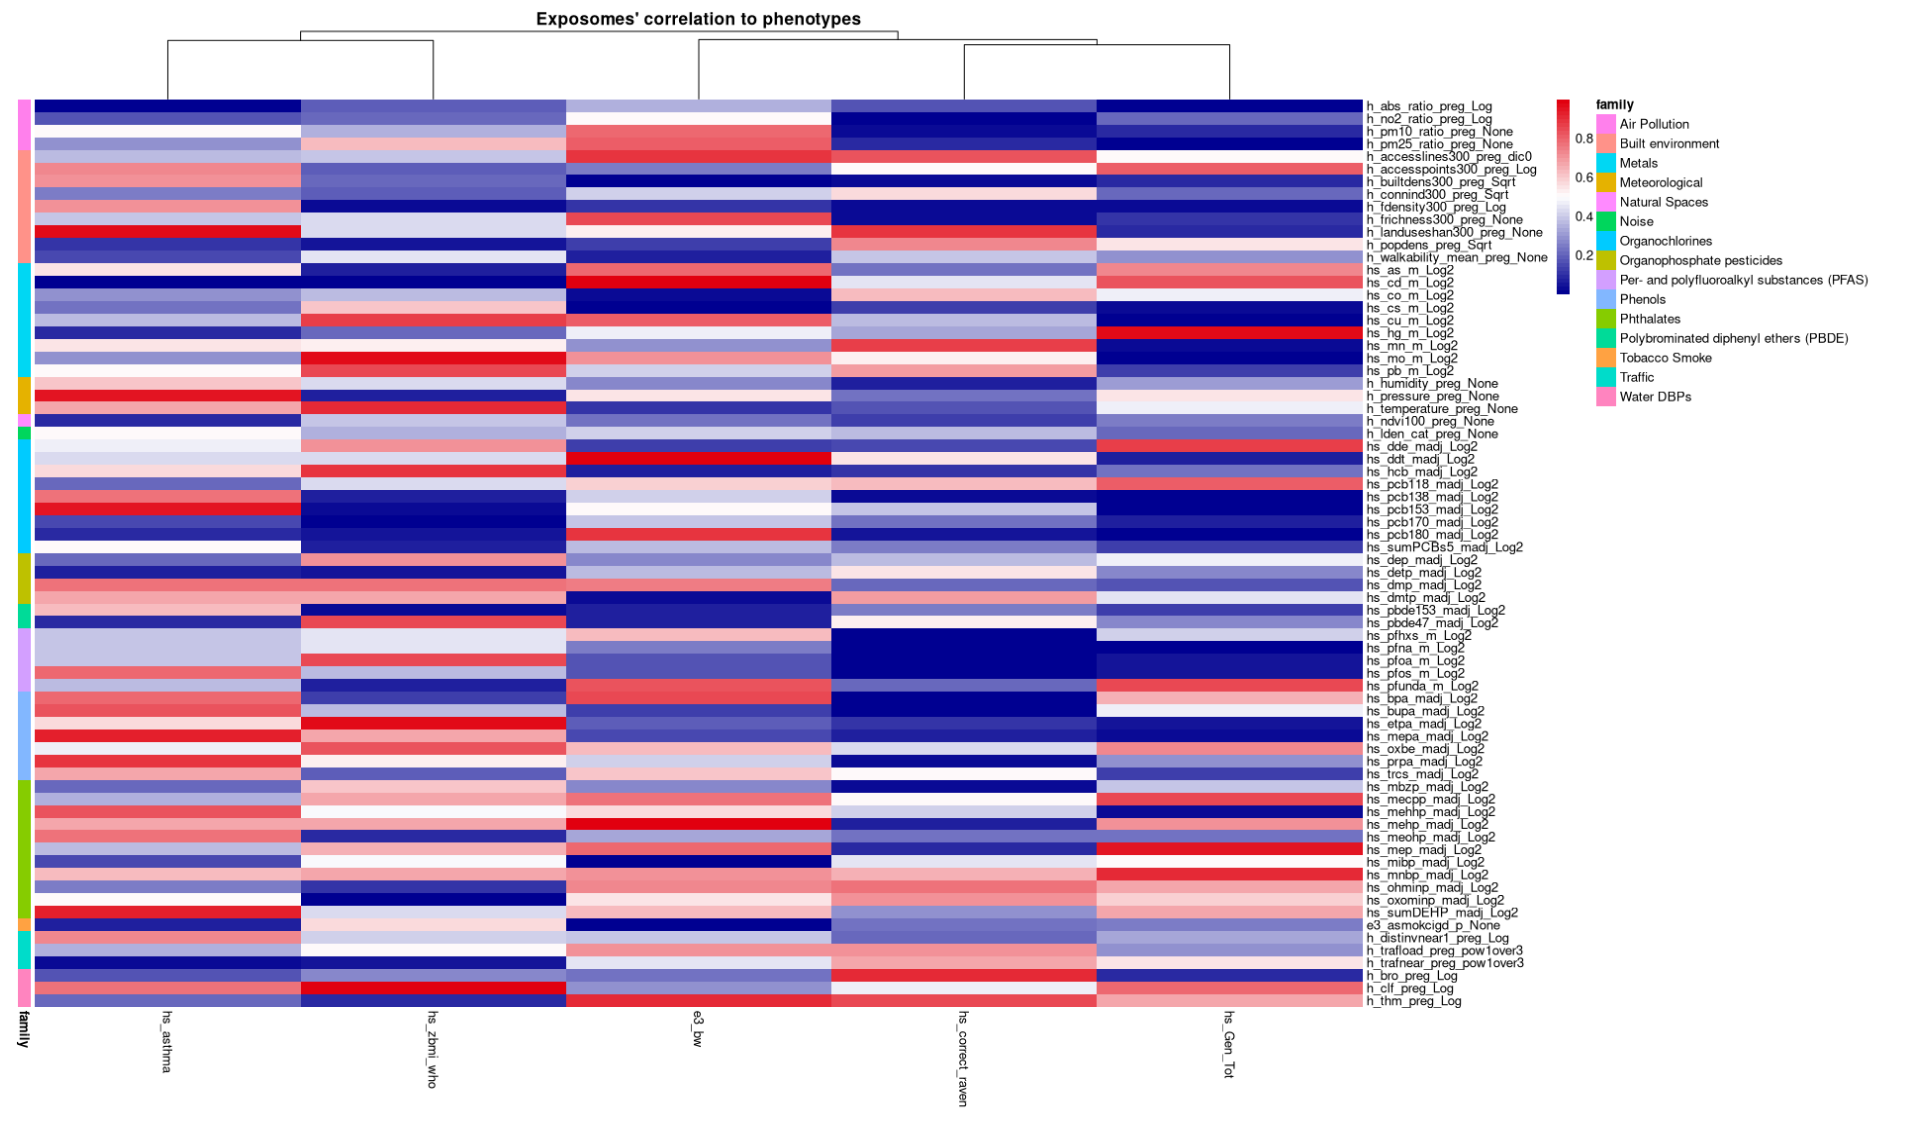 Exposomes' correlation to phenotypes
h_abs_ratio_preg_Log
h_no2_ratio_preg_Log
h_pm10_ratio_preg_None
h_pm25_ratio_preg_None
h_accesslines300_preg_dic0
h_accesspoints300_preg_Log
h_builtdens300_preg_Sqrt
h_connind300_preg_Sqrt
h_fdensity300_preg_Log
h_frichness300_preg_None
h_landuseshan300_preg_None
h_popdens_preg_Sqrt
h_walkability_mean_preg_None
hs_as_m_Log2
hs_cd_m_Log2
hs_co_m_Log2
hs_cs_m_Log2
hs_cu_m_Log2
hs_hg_m_Log2
hs_mn_m_Log2
hs_mo_m_Log2
hs_pb_m_Log2
h_humidity_preg_None
h_pressure_preg_None
h_temperature_preg_None
h_ndvi100_preg_None
h_lden_cat_preg_None
hs_dde_madj_Log2
hs_ddt_madj_Log2
hs_hcb_madj_Log2
hs_pcb118_madj_Log2
hs_pcb138_madj_Log2
hs_pcb153_madj_Log2
hs_pcb170_madj_Log2
hs_pcb180_madj_Log2
hs_sumPCBs5_madj_Log2
hs_dep_madj_Log2
hs_detp_madj_Log2
hs_dmp_madj_Log2
hs_dmtp_madj_Log2
hs_pbde153_madj_Log2
hs_pbde47_madj_Log2
hs_pfhxs_m_Log2
hs_pfna_m_Log2
hs_pfoa_m_Log2
hs_pfos_m_Log2
hs_pfunda_m_Log2
hs_bpa_madj_Log2
hs_bupa_madj_Log2
hs_etpa_madj_Log2
hs_mepa_madj_Log2
hs_oxbe_madj_Log2
hs_prpa_madj_Log2
hs_trcs_madj_Log2
hs_mbzp_madj_Log2
hs_mecpp_madj_Log2
hs_mehhp_madj_Log2
hs_mehp_madj_Log2
hs_meohp_madj_Log2
hs_mep_madj_Log2
hs_mibp_madj_Log2
hs_mnbp_madj_Log2
hs_ohminp_madj_Log2
hs_oxominp_madj_Log2
hs_sumDEHP_madj_Log2
e3_asmokcigd_p_None
h_distinvnear1_preg_Log
h_trafload_preg_pow1over3
h_trafnear_preg_pow1over3
h_bro_preg_Log
h_clf_preg_Log
h_thm_preg_Log
0.8
0.6
0.4
0.2
family
Air Pollution
Built environment
Metals
Meteorological
Natural Spaces
Noise
Organochlorines
Organophosphate pesticides
Per- and polyfluoroalkyl substances (PFAS)
Phenols
Phthalates
Polybrominated diphenyl ethers (PBDE)
Tobacco Smoke
Traffic
Water DBPs
family
hs_asthma
hs_zbmi_who
e3_bw
hs_correct_raven
hs_Gen_Tot